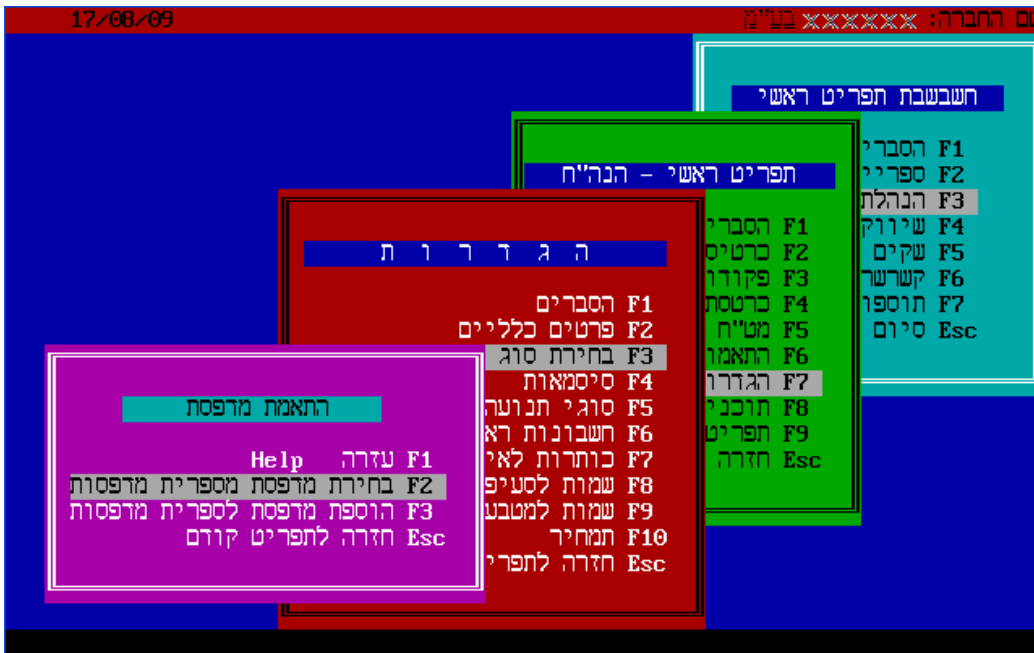 שם החברה: xxxxxx בע"מ 17/08/09
חשבשבת תפריט ראשי
F1 הסברי
F2 ספריי
F3 הנהלת
F4 שיווק
F5 שקים
F6 קשרשר
F7 תוספו
Esc סיום
תפריט ראשי - הנה"ח
F1 הסברי
F2 כרטיס
F3 פקודו
F4 כרטסת
F5 מט"ח
F6 התאמו
F7 הגדרו
F8 תוכני
F9 תפריט
Esc חזרה
ה ג ד ר ו ת
F1 הסברים
F2 פרטים כלליים
F3 בחירת סוג
F4 סיסמאות
F5 סוגי תנועה
F6 חשבונות רא
F7 כותרות לאי
F8 שמות לסעיפ
F9 שמות למטבע
F10 תמחיר
Esc חזרה לתפרי
התאמת מדפסת
F1 עזרה Help
F2 בחירת מדפסת מספרית מדפסות
F3 הוספת מדפסת לספרית מדפסות
Esc חזרה לתפריט קודם